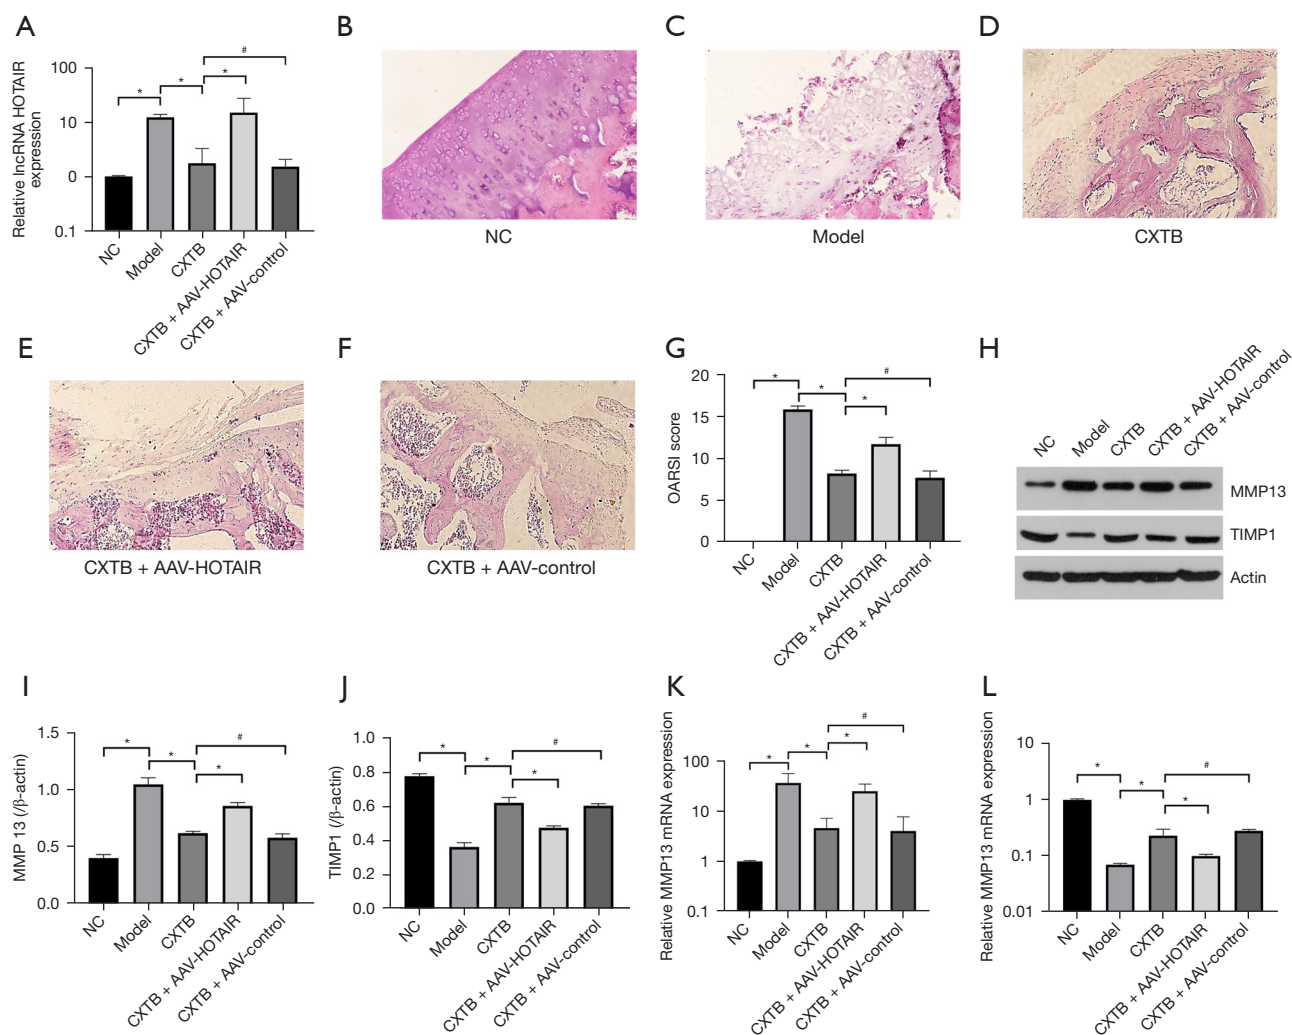 A
Relative lncRNA HOTAIR
expression
100
10
0
0.1
*
*
*
#
NC
Model
CXTB
CXTB + AAV-HOTAIR
CXTB + AAV-control
B
NC
C
Model
D
CXTB
E
CXTB + AAV-HOTAIR
F
CXTB + AAV-control
G
OARSI score
20
15
10
5
0
*
*
*
#
NC
Model
CXTB
CXTB + AAV-HOTAIR
CXTB + AAV-control
H
NC
Model
CXTB
CXTB + AAV-HOTAIR
CXTB + AAV-control
MMP13
TIMP1
Actin
I
MMP 13 (/β-actin)
1.5
1.0
0.5
0.0
*
*
*
#
NC
Model
CXTB
CXTB + AAV-HOTAIR
CXTB + AAV-control
J
TIMP1 (/β-actin)
1.0
0.8
0.6
0.4
0.2
0.0
*
*
*
#
NC
Model
CXTB
CXTB + AAV-HOTAIR
CXTB + AAV-control
K
Relative MMP13 mRNA expression
100
10
1
0.1
*
*
*
#
NC
Model
CXTB
CXTB + AAV-HOTAIR
CXTB + AAV-control
L
Relative MMP13 mRNA expression
10
1
0.1
0.01
*
*
*
#
NC
Model
CXTB
CXTB + AAV-HOTAIR
CXTB + AAV-control